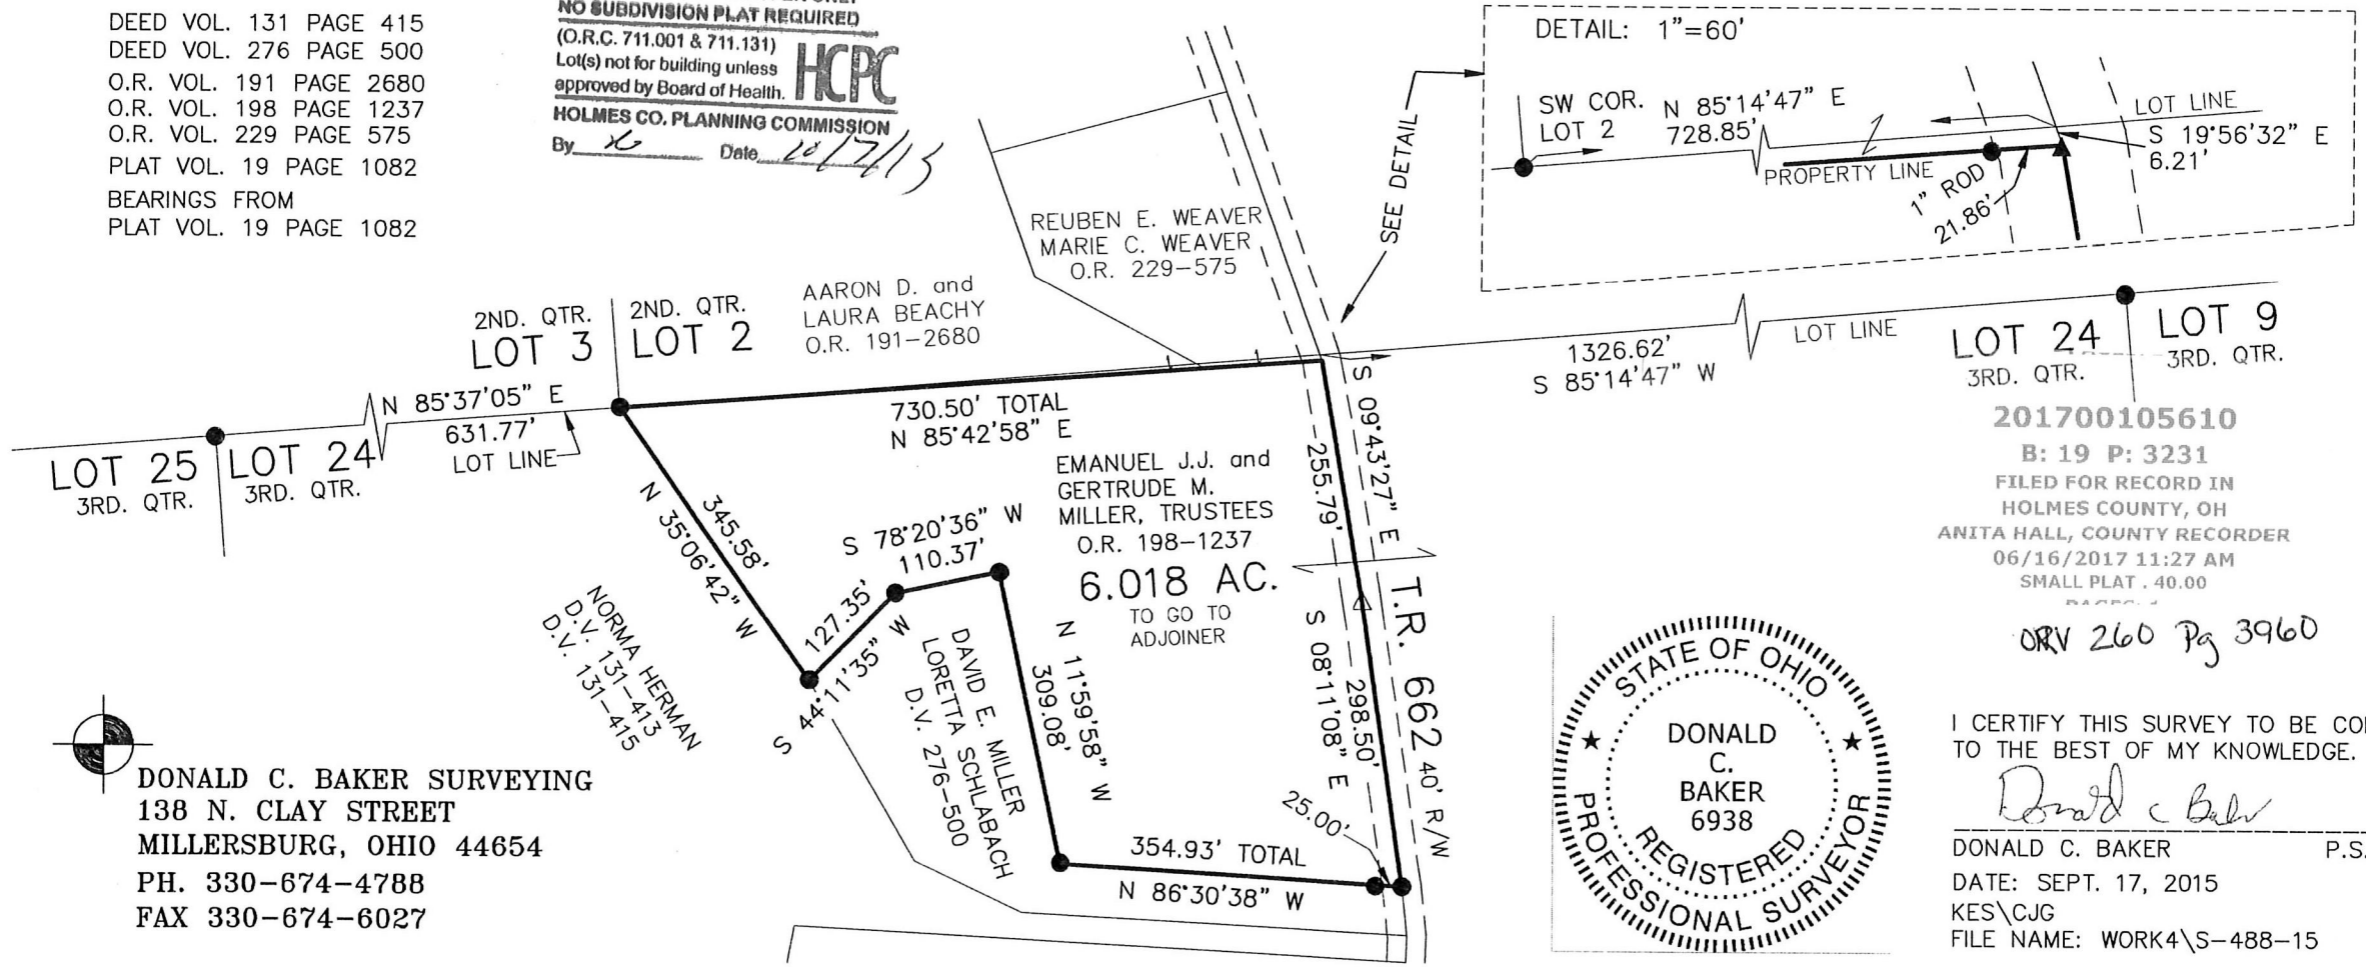 DEED VOL. 131 PAGE 415
DEED VOL. 276 PAGE 500
O.R. VOL. 191 PAGE 2680
O.R. VOL. 198 PAGE 1237
O.R. VOL. 229 PAGE 575
PLAT VOL. 19 PAGE 1082
BEARINGS FROM
PLAT VOL. 19 PAGE 1082
NO SUBDIVISION PLAT REQUIRED
(O.R.C. 711.001 & 711.131)
Lot(s) not for building unless
approved by Board of Health.
HCPC
HOLMES CO. PLANNING COMMISSION
By Date 10/7/15
DETAIL: 1"=60'
SW COR.
LOT 2
N 85°14'47" E
728.85'
LOT LINE
S 19°56'32" E
6.21'
PROPERTY LINE
1" ROD
21.86'
SEE DETAIL
REUBEN E. WEAVER
MARIE C. WEAVER
O.R. 229-575
AARON D. and
LAURA BEACHY
O.R. 191-2680
2ND. QTR.
LOT 3
2ND. QTR.
LOT 2
N 85°37'05" E
631.77'
LOT LINE
LOT 25
3RD. QTR.
LOT 24
3RD. QTR.
730.50' TOTAL
N 85°42'58" E
1326.62'
S 85°14'47" W
LOT LINE
LOT 24
3RD. QTR.
LOT 9
3RD. QTR.
345.58'
N 35°06'42" W
S 78°20'36" W
110.37'
127.35'
S 44°11'35" W
EMANUEL J.J. and
GERTRUDE M.
MILLER, TRUSTEES
O.R. 198-1237
6.018 AC.
TO GO TO
ADJOINER
S 09°43'27" E
255.79'
S 08°11'08" E
298.50'
T.R. 662 40' R/W
25.00'
N 11°59'58" W
309.08'
354.93' TOTAL
N 86°30'38" W
NORMA HERMAN
D.V. 131-413
D.V. 131-415
DAVID E. MILLER
LORETTA SCHLABACH
D.V. 276-500
DONALD C. BAKER SURVEYING
138 N. CLAY STREET
MILLERSBURG, OHIO 44654
PH. 330-674-4788
FAX 330-674-6027
201700105610
B: 19 P: 3231
FILED FOR RECORD IN
HOLMES COUNTY, OH
ANITA HALL, COUNTY RECORDER
06/16/2017 11:27 AM
SMALL PLAT . 40.00
ORV 260 Pg 3960
STATE OF OHIO
DONALD
C.
BAKER
6938
REGISTERED
PROFESSIONAL SURVEYOR
I CERTIFY THIS SURVEY TO BE
TO THE BEST OF MY KNOWLEDGE.
Donald C Baker
DONALD C. BAKER P.S.
DATE: SEPT. 17, 2015
KES\CJG
FILE NAME: WORK4\S-488-15